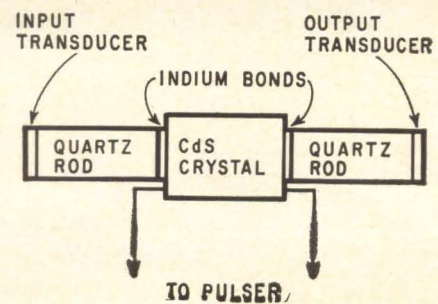 INPUT
TRANSDUCER
OUTPUT
TRANSDUCER
INDIUM BONDS
QUARTZ
ROD
CdS
CRYSTAL
QUARTZ
ROD
TO PULSER